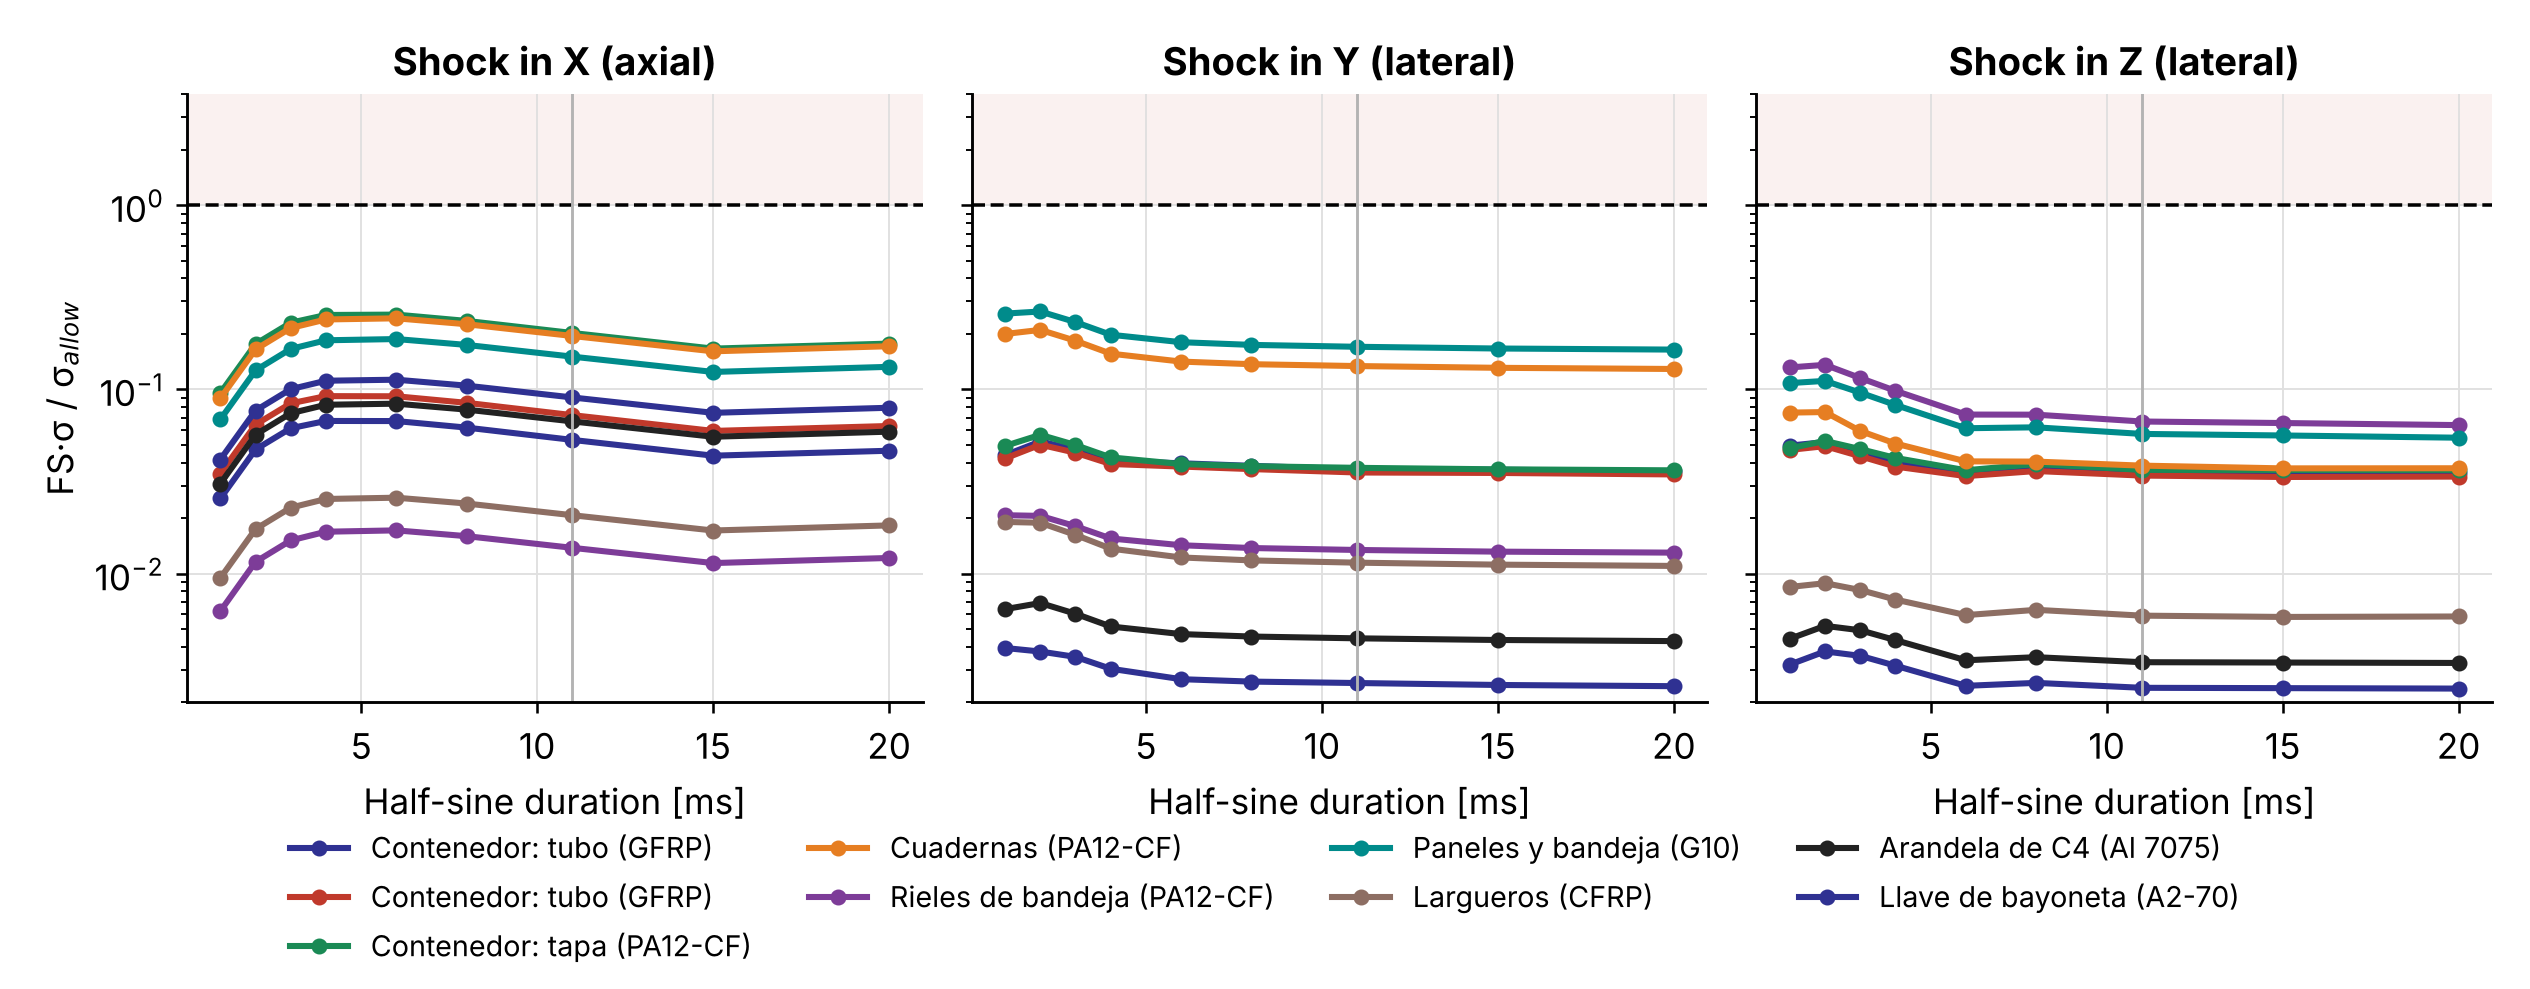 Shock in X (axial)
Shock in Y (lateral)
Shock in Z (lateral)
FS·σ / σallow
10⁰
10⁻¹
10⁻²
5 10 15 20
5 10 15 20
5 10 15 20
Half-sine duration [ms]
Half-sine duration [ms]
Half-sine duration [ms]
Contenedor: tubo (GFRP)
Contenedor: tubo (GFRP)
Contenedor: tapa (PA12-CF)
Cuadernas (PA12-CF)
Rieles de bandeja (PA12-CF)
Paneles y bandeja (G10)
Largueros (CFRP)
Arandela de C4 (Al 7075)
Llave de bayoneta (A2-70)